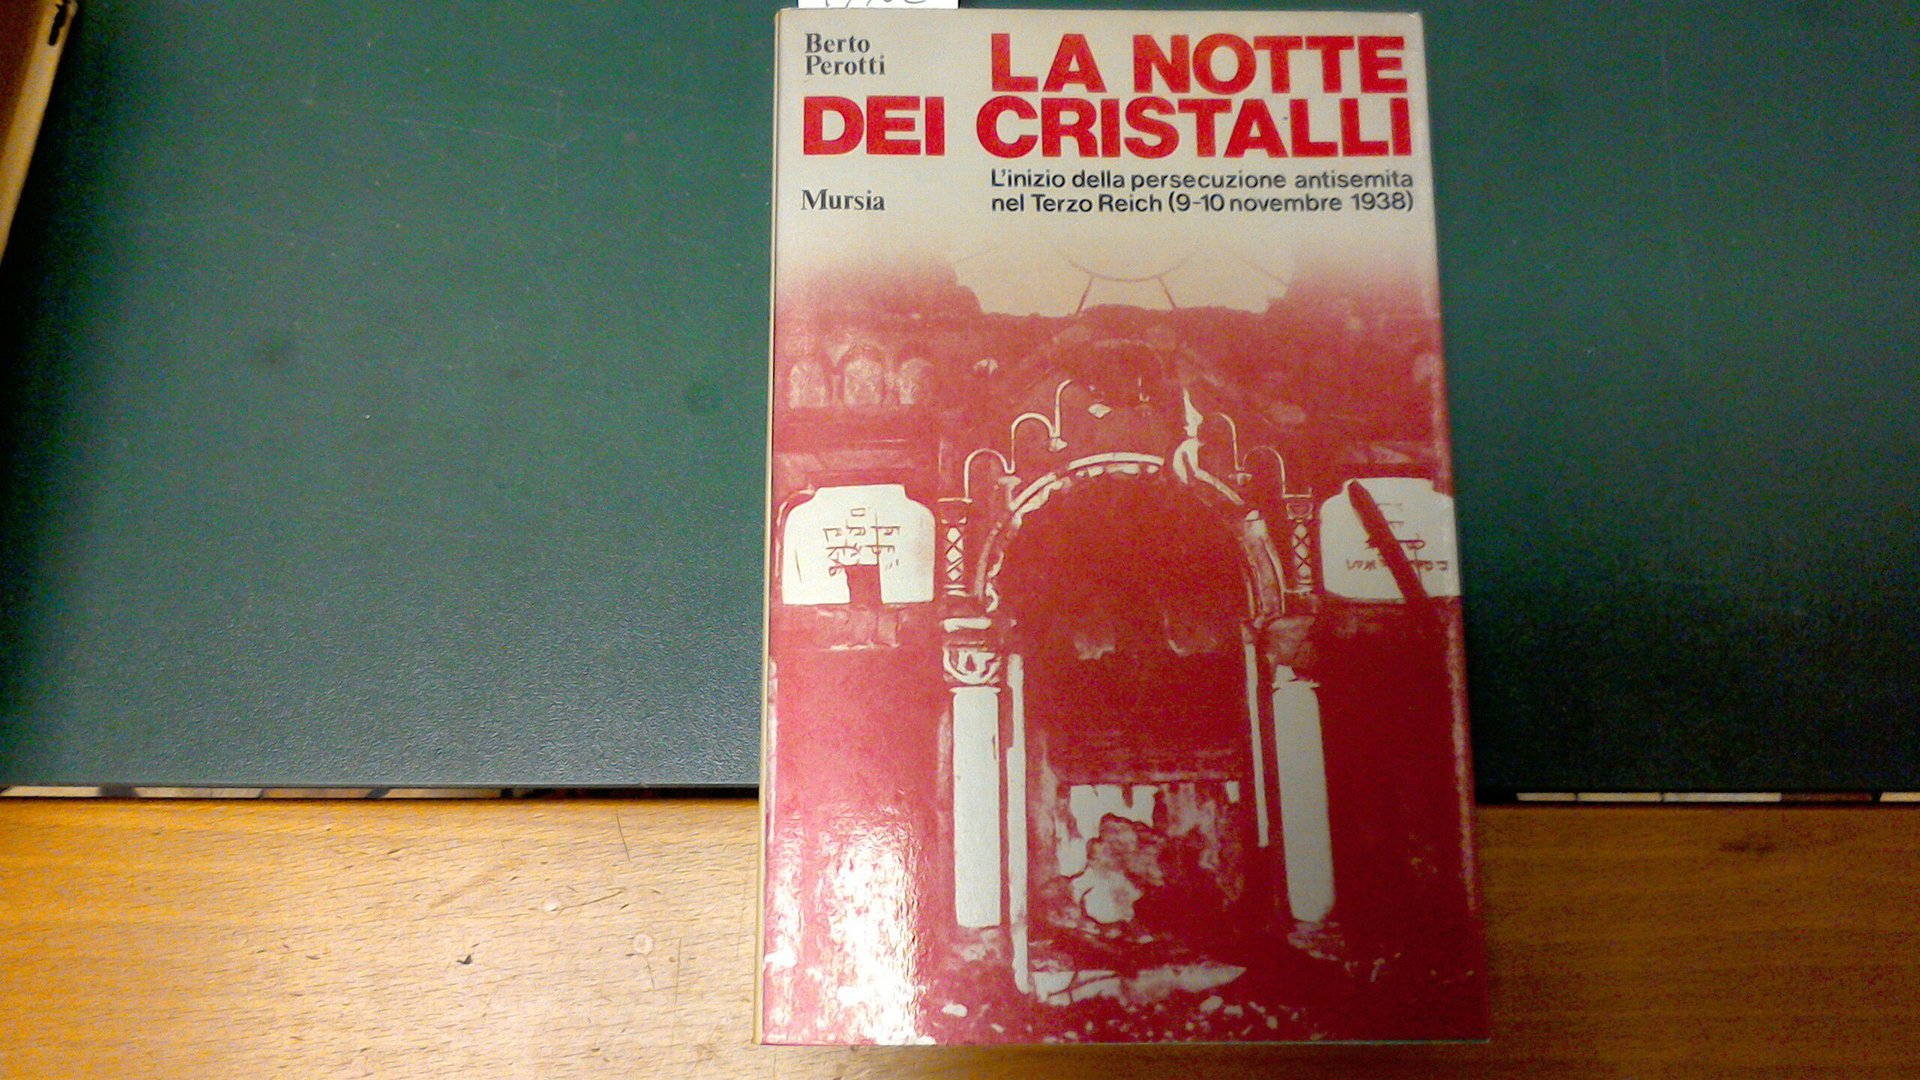 Berto
Perotti
LA NOTTE
DEI CRISTALLI
L'inizio della persecuzione antisemita
nel Terzo Reich (9-10 novembre 1938)
Mursia